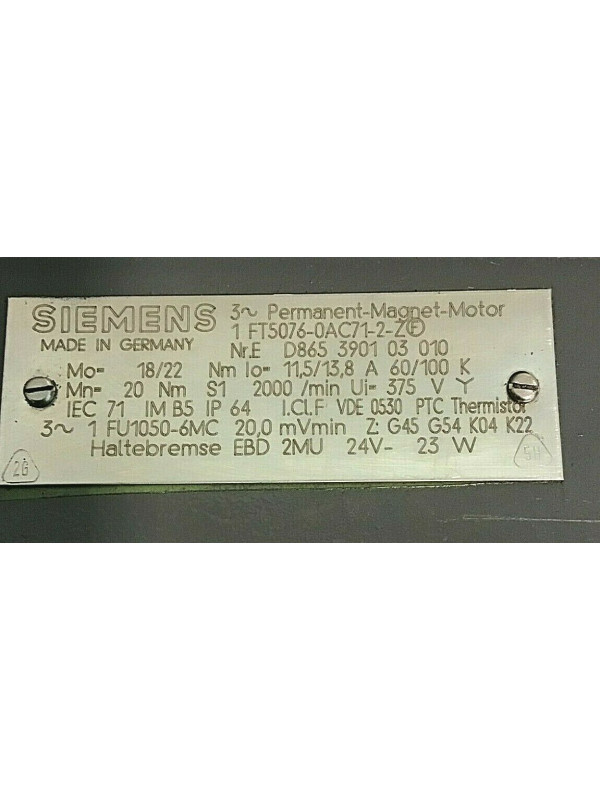 SIEMENS 3~ Permanent-Magnet-Motor
1 FT5076-0AC71-2-Z Ⓕ
MADE IN GERMANY Nr.E D865 3901 03 010
Mo= 18/22 Nm Io= 11,5/13,8 A 60/100 K
Mn= 20 Nm S1 2000 /min Ui= 375 V Y
IEC 71 IM B5 IP 64 I.Cl.F VDE 0530 PTC Thermistor
3~ 1 FU1050-6MC 20,0 mVmin Z: G45 G54 K04 K22
Haltebremse EBD 2MU 24V- 23 W
2G